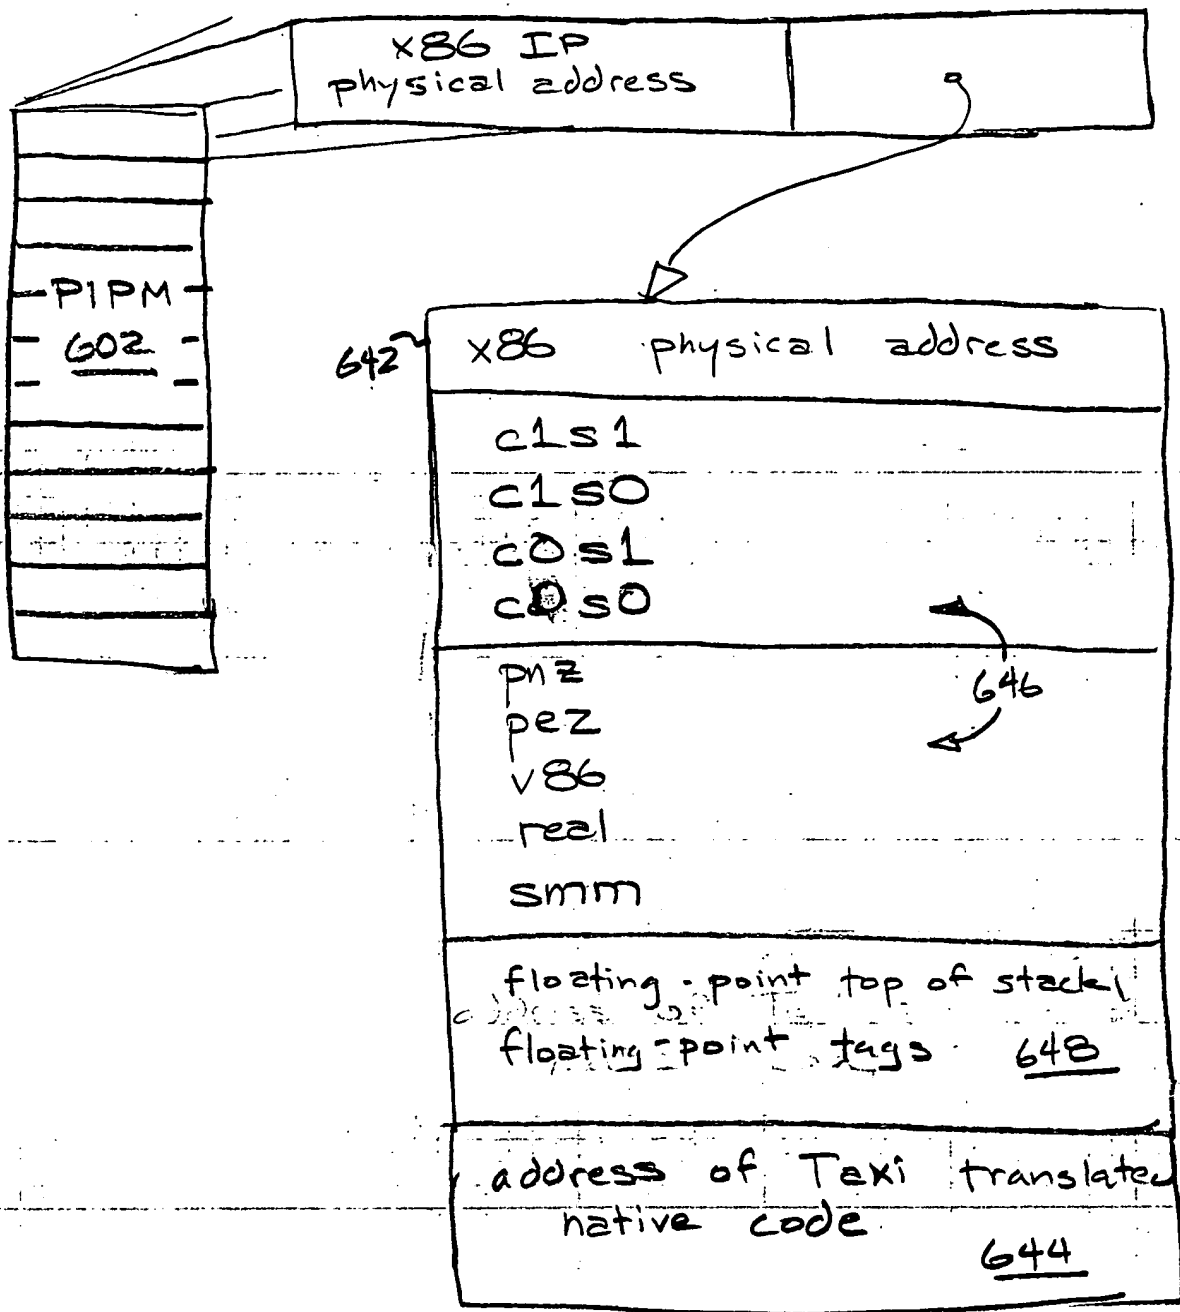 x86 IP
physical address
PIPM
602
642
x86 physical address
c1s1
c1s0
c0s1
c0s0
646
pnz
pez
v86
real
smm
floating-point top of stack,
floating-point tags 648
address of Taxi translated
native code
644